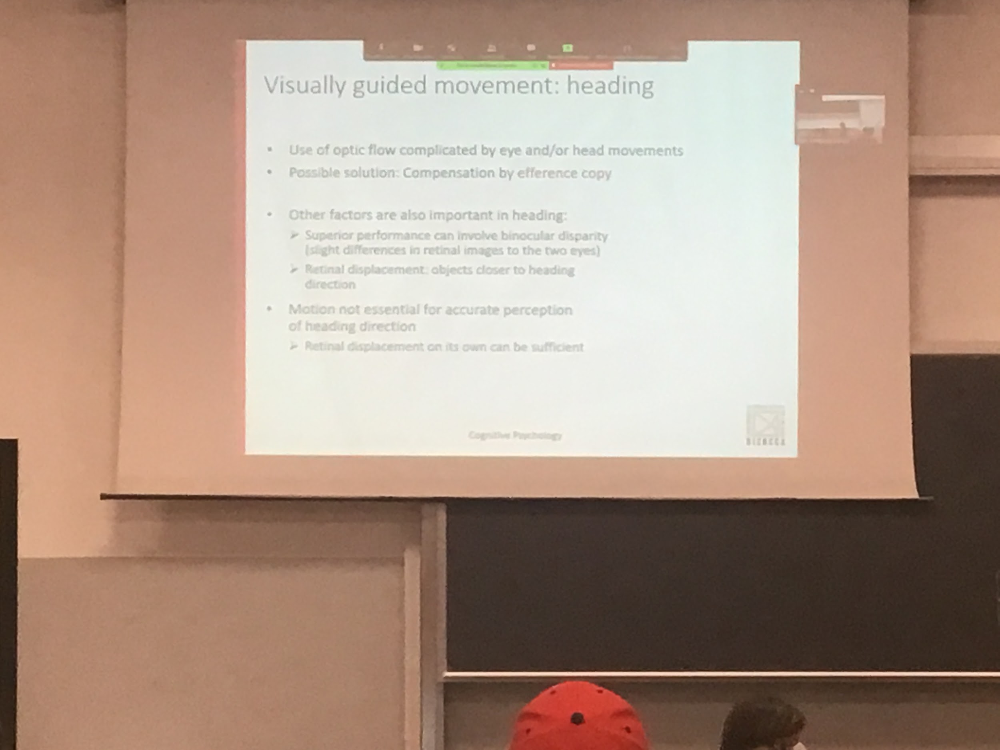 Visually guided movement: heading
• Use of optic flow complicated by eye and/or head movements
• Possible solution: Compensation by efference copy
• Other factors are also important in heading:
➢ Superior performance can involve binocular disparity
(slight differences in retinal images to the two eyes)
➢ Retinal displacement: objects closer to heading
direction
• Motion not essential for accurate perception
of heading direction
➢ Retinal displacement on its own can be sufficient
Cognitive Psychology
BICOCCA